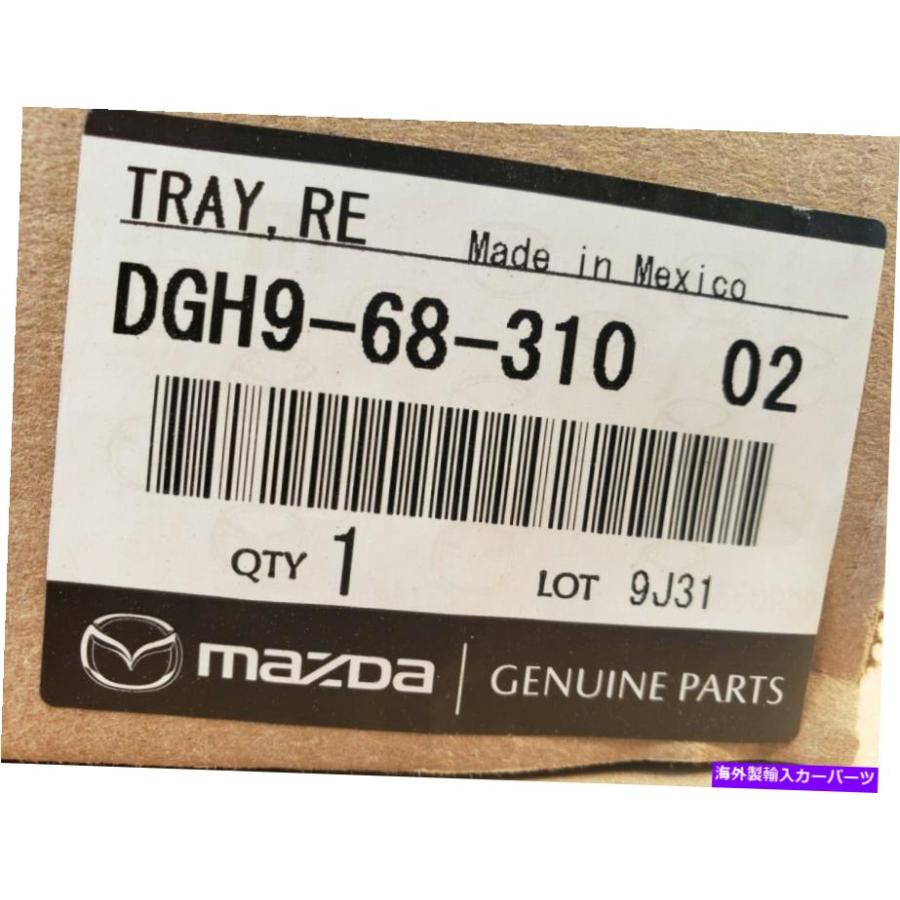 TRAY, RE
Made in Mexico
DGH9-68-310 02
QTY 1
LOT 9J31
mazda GENUINE PARTS
海外製輸入カーパーツ